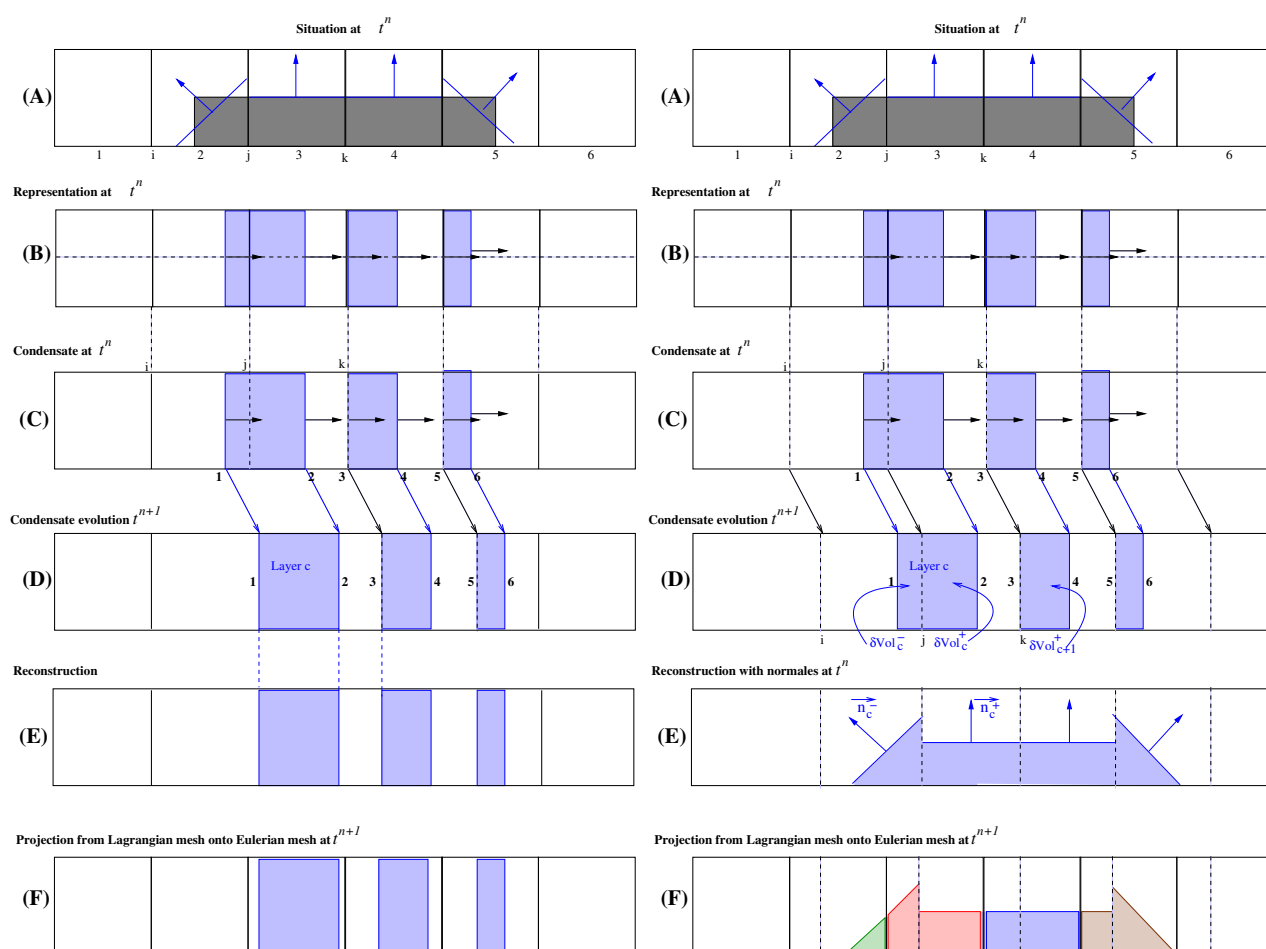 Situation at t^n
(A)
1 i 2 j 3 k 4 5 6
Representation at t^n
(B)
Condensate at t^n
i j k
(C)
1 2 3 4 5 6
Condensate evolution t^{n+1}
(D)
Layer c
1 2 3 4 5 6
Reconstruction
(E)
Projection from Lagrangian mesh onto Eulerian mesh at t^{n+1}
(F)
Situation at t^n
(A)
1 i 2 j 3 k 4 5 6
Representation at t^n
(B)
Condensate at t^n
i j k
(C)
1 2 3 4 5 6
Condensate evolution t^{n+1}
(D)
Layer c
1 2 3 4 5 6
i δVol_c^- j δVol_c^+ k δVol_{c+1}^+
Reconstruction with normales at t^n
(E)
n_c^- n_c^+
Projection from Lagrangian mesh onto Eulerian mesh at t^{n+1}
(F)